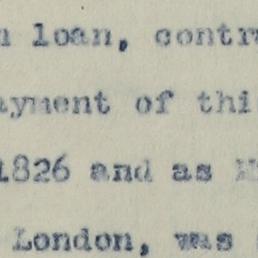 n loan, contr
ayment of thi
1826 and as
London, was